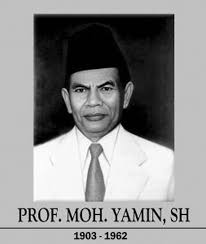 PROF. MOH. YAMIN, SH
1903 - 1962